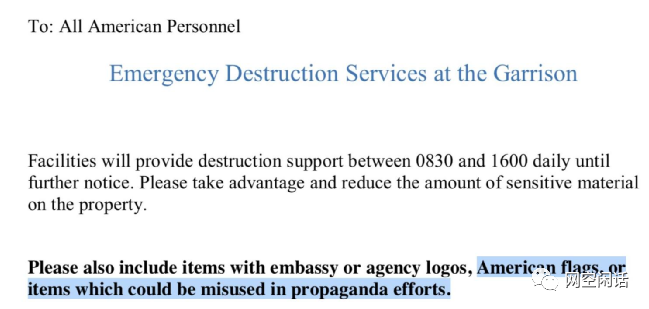 To: All American Personnel
Emergency Destruction Services at the Garrison
Facilities will provide destruction support between 0830 and 1600 daily until
further notice. Please take advantage and reduce the amount of sensitive material
on the property.
Please also include items with embassy or agency logos, American flags, or
items which could be misused in propaganda efforts.
网空闲话